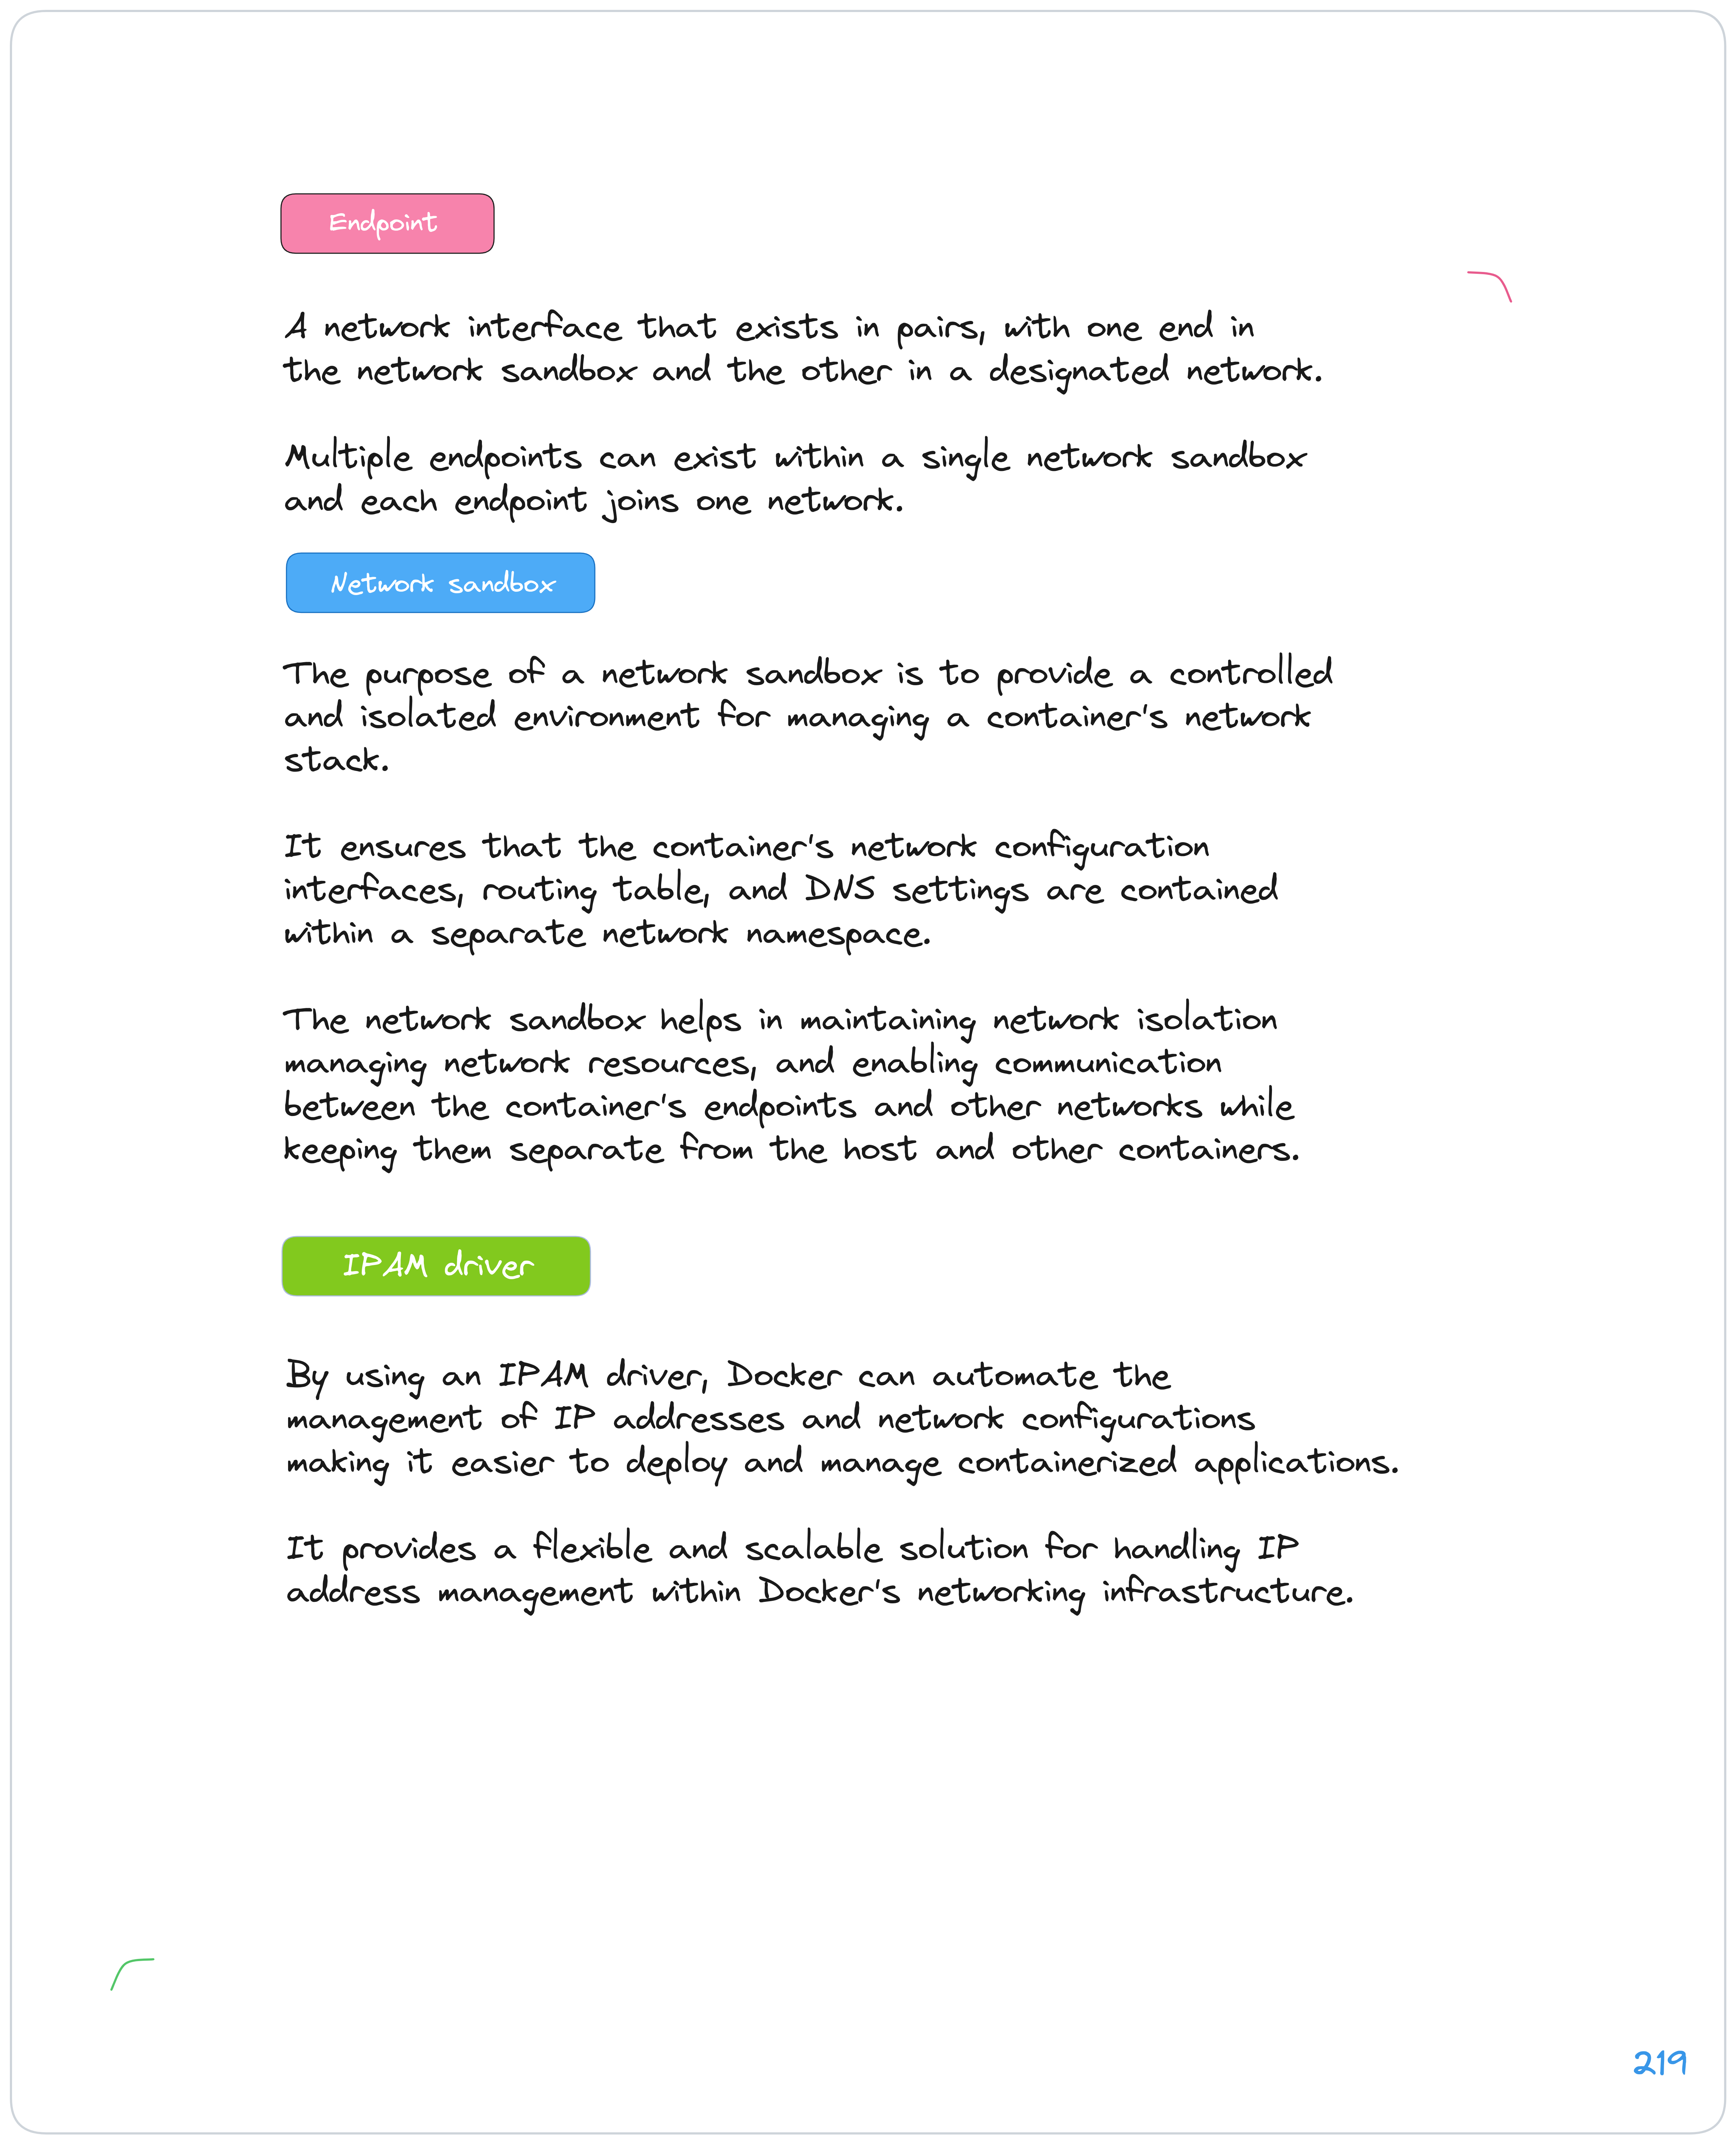 Endpoint
A network interface that exists in pairs, with one end in
the network sandbox and the other in a designated network.
Multiple endpoints can exist within a single network sandbox
and each endpoint joins one network.
Network sandbox
The purpose of a network sandbox is to provide a controlled
and isolated environment for managing a container's network
stack.
It ensures that the container's network configuration
interfaces, routing table, and DNS settings are contained
within a separate network namespace.
The network sandbox helps in maintaining network isolation
managing network resources, and enabling communication
between the container's endpoints and other networks while
keeping them separate from the host and other containers.
IPAM driver
By using an IPAM driver, Docker can automate the
management of IP addresses and network configurations
making it easier to deploy and manage containerized applications.
It provides a flexible and scalable solution for handling IP
address management within Docker's networking infrastructure.
219